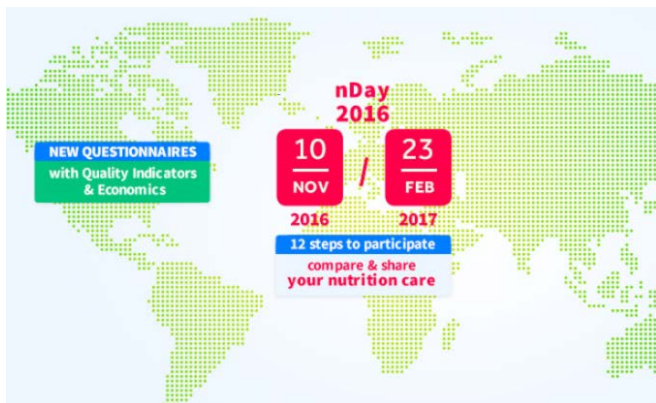 nDay
2016
NEW QUESTIONNAIRES
with Quality Indicators
& Economics
10
NOV
/
23
FEB
2016
2017
12 steps to participate
compare & share
your nutrition care